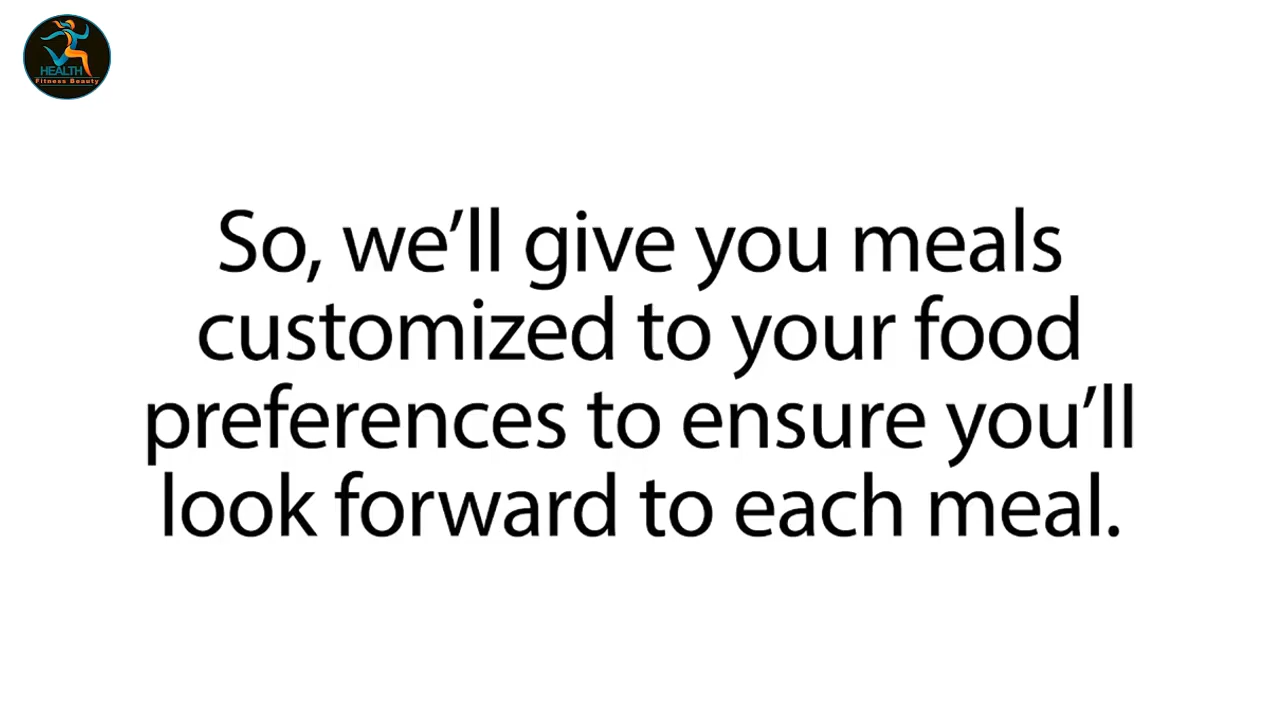 HEALTH
Fitness Beauty
So, we’ll give you meals
customized to your food
preferences to ensure you’ll
look forward to each meal.